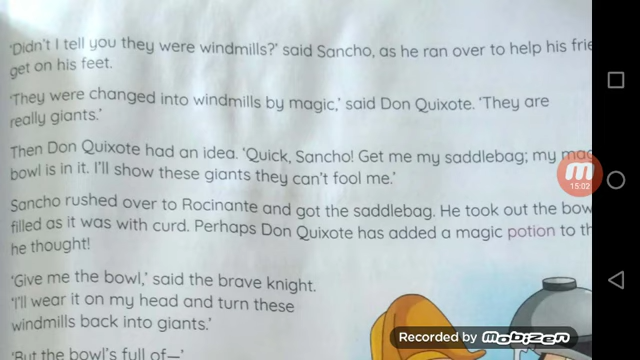 'Didn't I tell you they were windmills?' said Sancho, as he ran over to help his
get on his feet.
'They were changed into windmills by magic,' said Don Quixote. 'They are
really giants.'
Then Don Quixote had an idea. 'Quick, Sancho! Get me my saddlebag; my
bowl is in it. I'll show these giants they can't fool me.'
Sancho rushed over to Rocinante and got the saddlebag. He took out the
filled as it was with curd. Perhaps Don Quixote has added a magic potion to
he thought!
'Give me the bowl,' said the brave knight.
'I'll wear it on my head and turn these
windmills back into giants.'
'But the bowl's full of—'
15:02
Recorded by mobizen